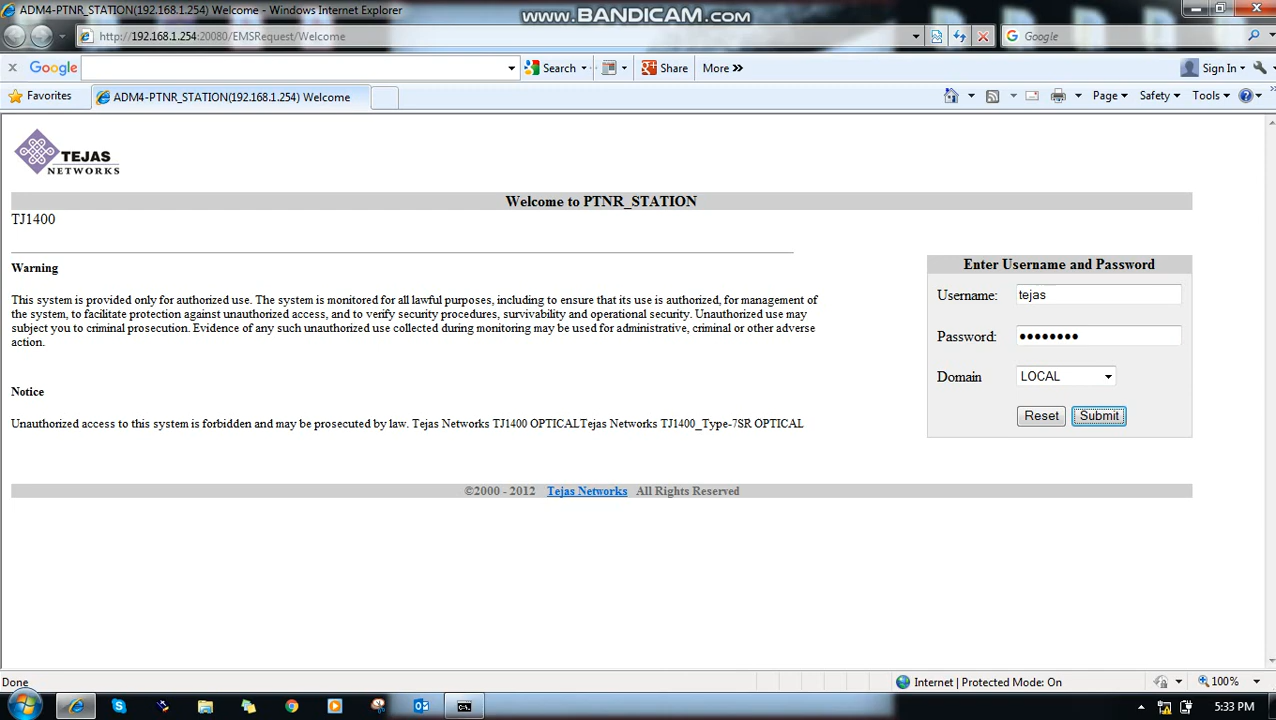 ADM4-PTNR_STATION(192.168.1.254) Welcome - Windows Internet Explorer
www.BANDICAM.com
http://192.168.1.254:20080/EMSRequest/Welcome
Google
x Google Search Share More » Sign In
Favorites ADM4-PTNR_STATION(192.168.1.254) Welcome Page Safety Tools
TEJAS
NETWORKS
Welcome to PTNR_STATION
TJ1400
Warning
This system is provided only for authorized use. The system is monitored for all lawful purposes, including to ensure that its use is authorized, for management of
the system, to facilitate protection against unauthorized access, and to verify security procedures, survivability and operational security. Unauthorized use may
subject you to criminal prosecution. Evidence of any such unauthorized use collected during monitoring may be used for administrative, criminal or other adverse
action.
Notice
Unauthorized access to this system is forbidden and may be prosecuted by law. Tejas Networks TJ1400 OPTICALTejas Networks TJ1400_Type-7SR OPTICAL
Enter Username and Password
Username: tejas
Password: ••••••••
Domain LOCAL
Reset Submit
©2000 - 2012 Tejas Networks All Rights Reserved
Done Internet | Protected Mode: On 100%
5:33 PM